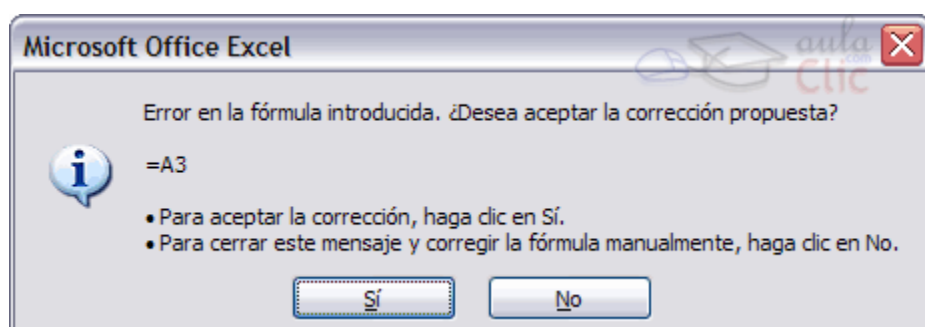 Microsoft Office Excel
aula
.com
Clic
Error en la fórmula introducida. ¿Desea aceptar la corrección propuesta?
=A3
• Para aceptar la corrección, haga clic en Sí.
• Para cerrar este mensaje y corregir la fórmula manualmente, haga clic en No.
Sí
No